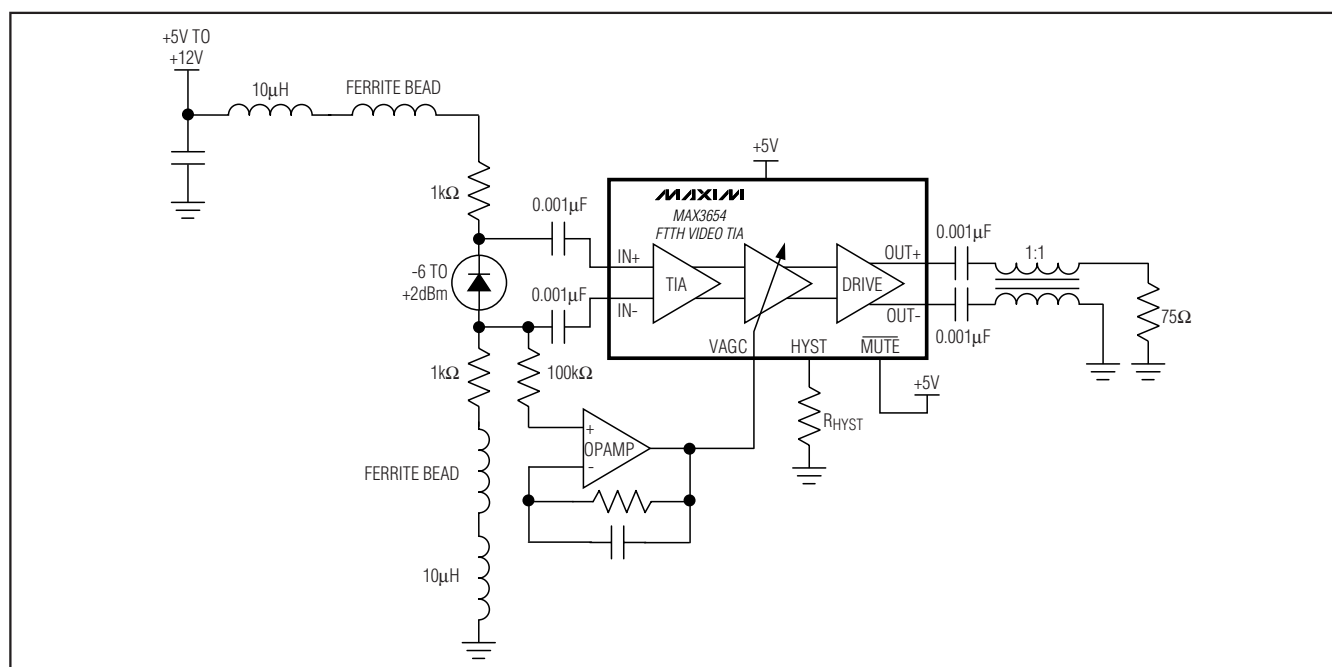 +5V TO
+12V
10µH
FERRITE BEAD
+5V
1kΩ
0.001µF
MAXIM
MAX3654
FTTH VIDEO TIA
0.001µF
1:1
IN+
OUT+
-6 TO
+2dBm
TIA
DRIVE
0.001µF
IN-
OUT-
0.001µF
75Ω
VAGC
HYST
MUTE
1kΩ
100kΩ
+5V
RHYST
+
OPAMP
-
FERRITE BEAD
10µH